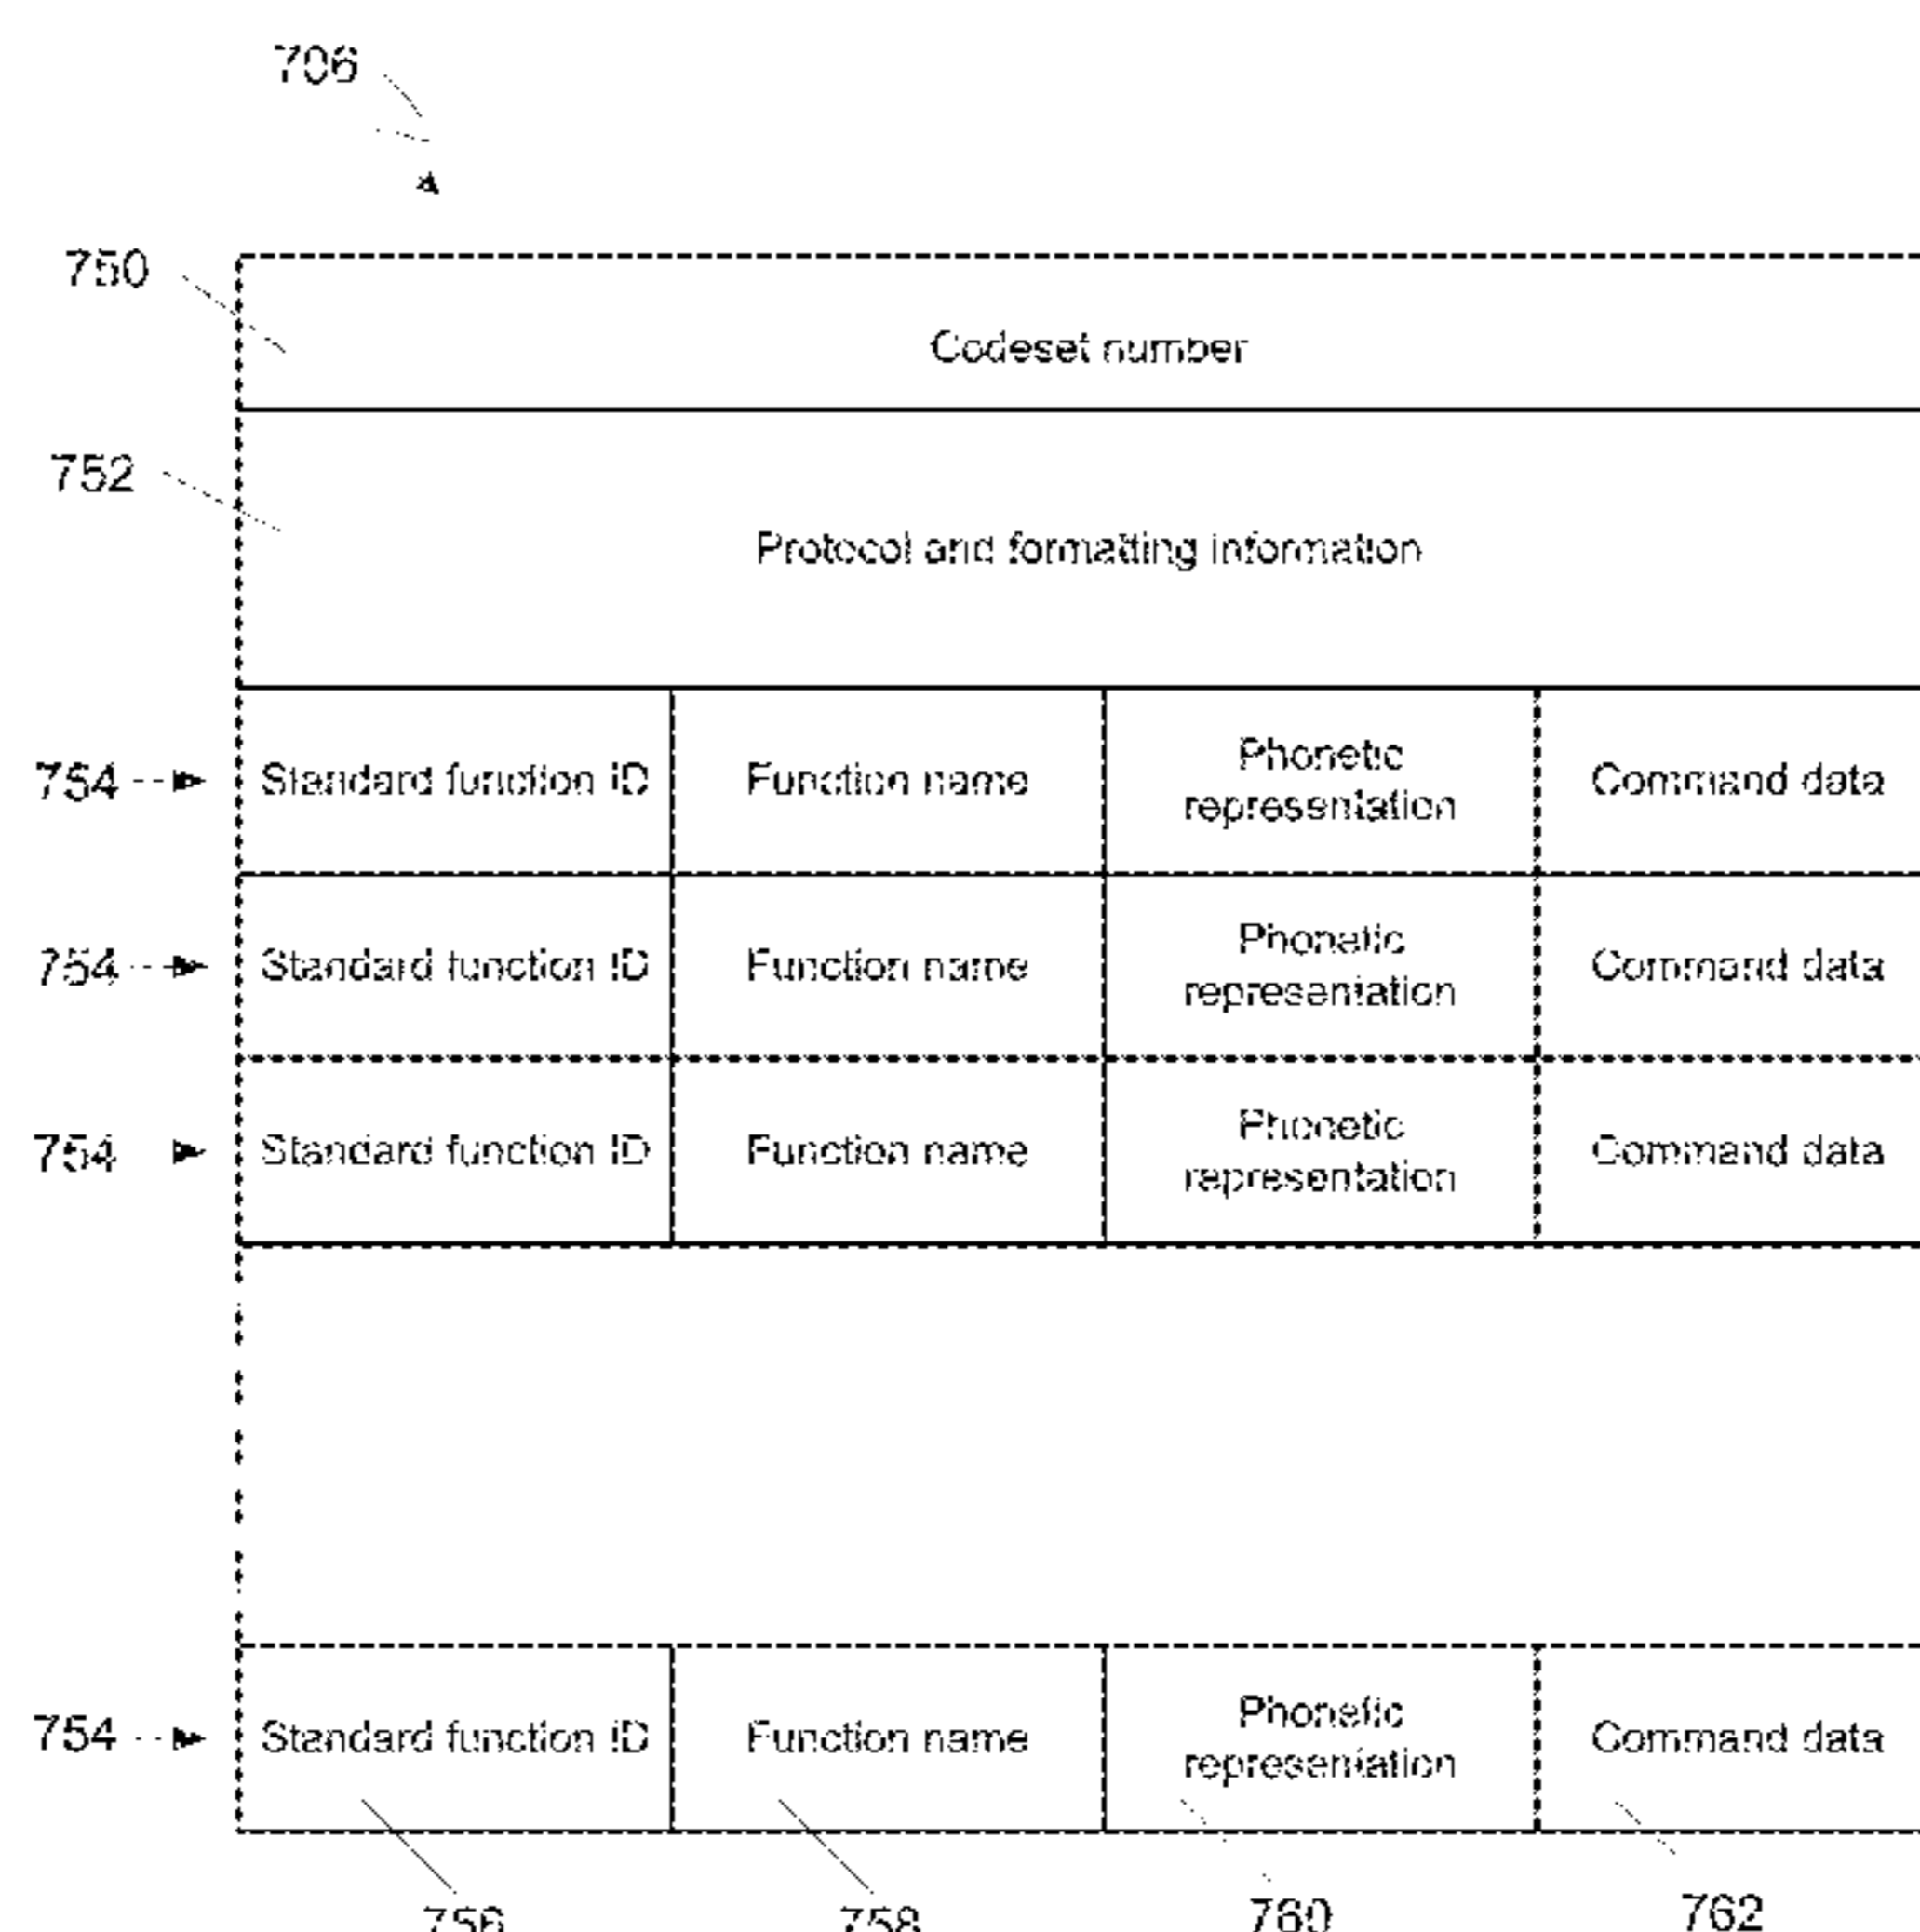 706
750
Codeset number
752
Protocol and formatting information
754 Standard function ID Function name Phonetic representation Command data
754 Standard function ID Function name Phonetic representation Command data
754 Standard function ID Function name Phonetic representation Command data
754 Standard function ID Function name Phonetic representation Command data
756 758 760 762